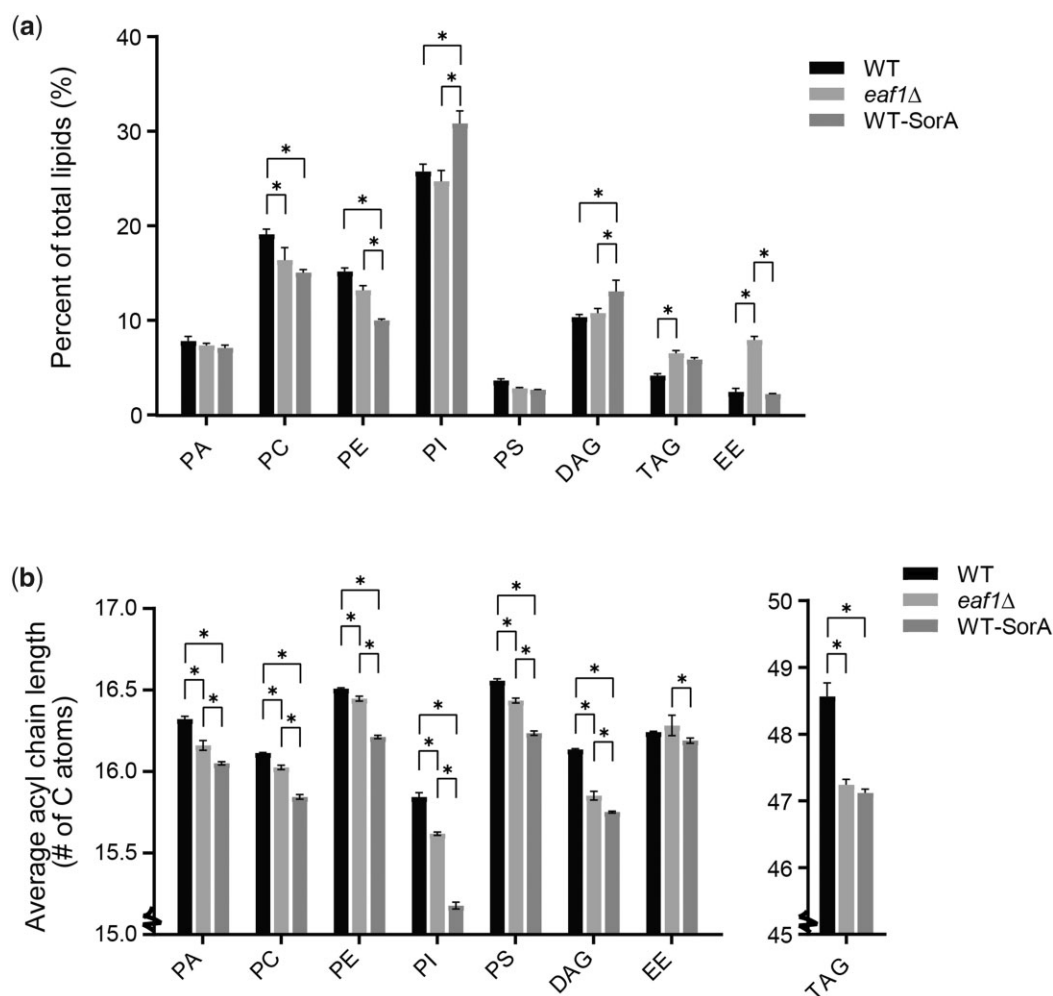 (a)
Percent of total lipids (%)
40
30
20
10
0
* * * * * * * * * * * * *
PA PC PE PI PS DAG TAG EE
WT
eaf1Δ
WT-SorA
(b)
Average acyl chain length
(# of C atoms)
17.0
16.5
16.0
15.5
15.0
* * * * * * * * * * * * * * * * * * *
PA PC PE PI PS DAG EE
WT
eaf1Δ
WT-SorA
50
49
48
47
46
45
* *
TAG